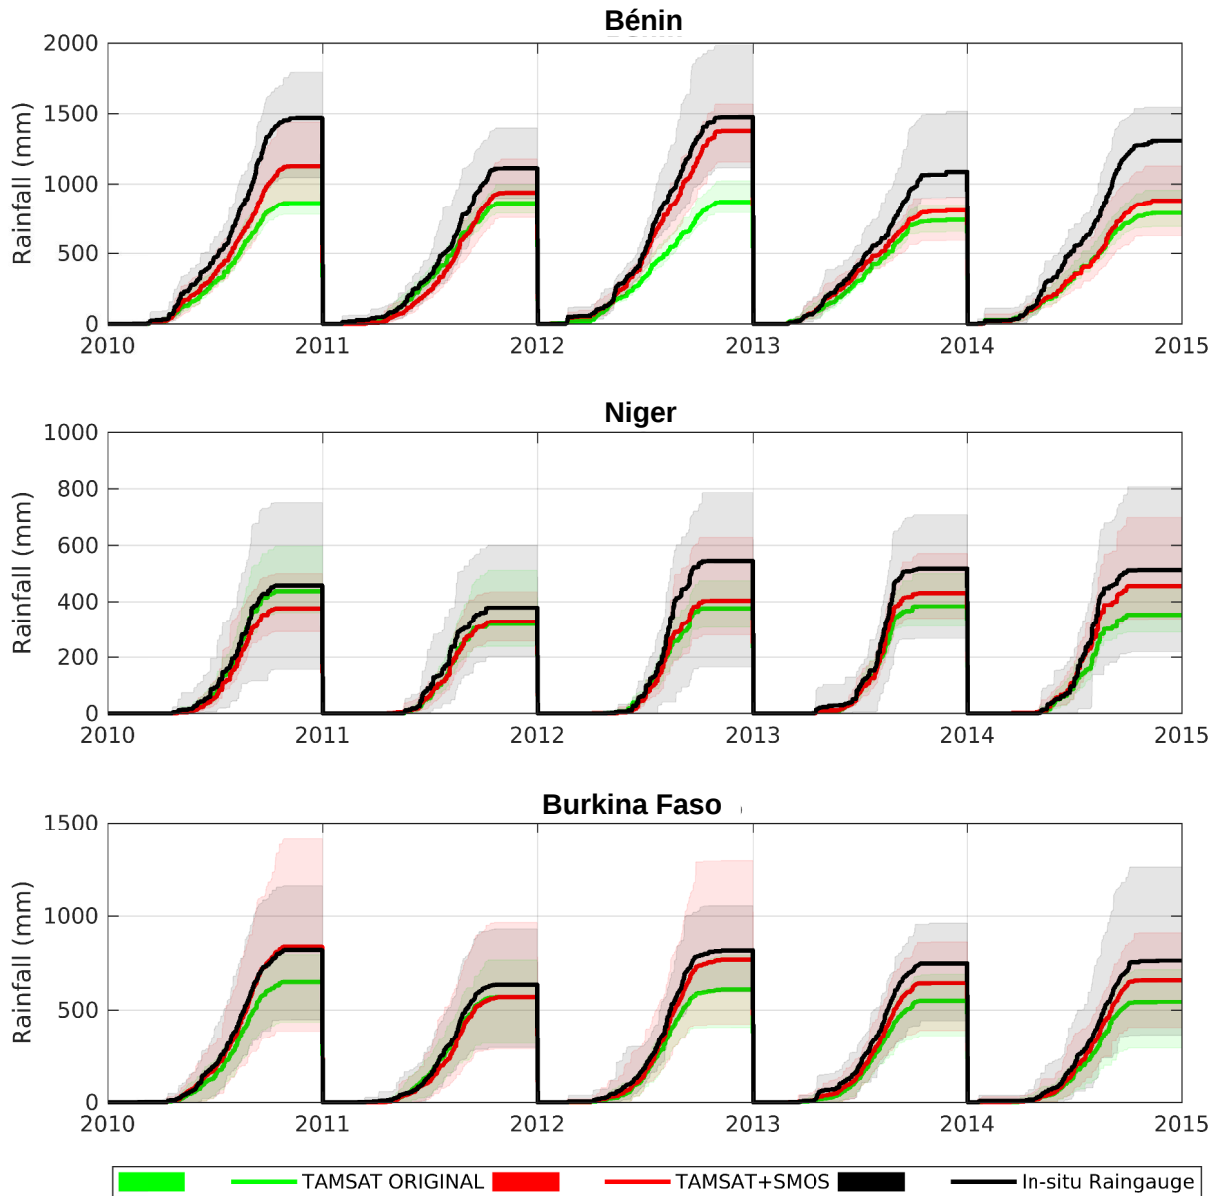 Bénin
2000
1500
1000
500
0
Rainfall (mm)
2010 2011 2012 2013 2014 2015
Niger
1000
800
600
400
200
0
Rainfall (mm)
2010 2011 2012 2013 2014 2015
Burkina Faso
1500
1000
500
0
Rainfall (mm)
2010 2011 2012 2013 2014 2015
TAMSAT ORIGINAL TAMSAT+SMOS In-situ Raingauge